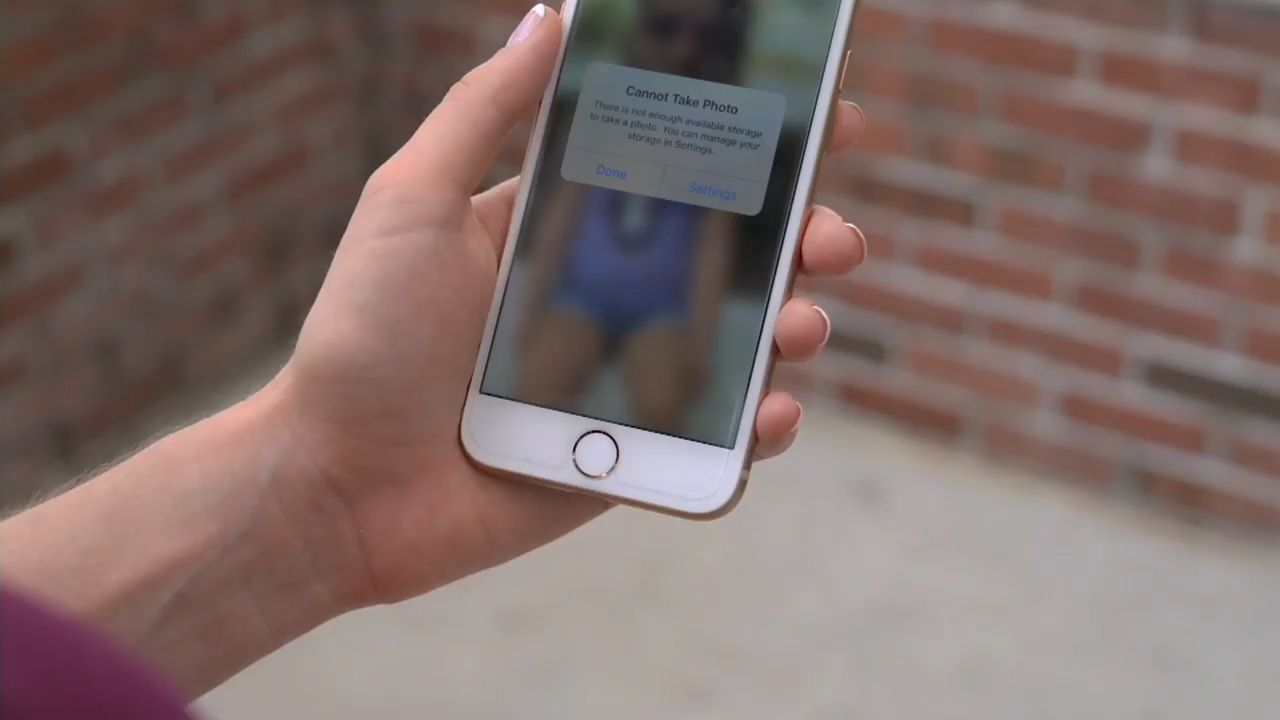 Cannot Take Photo
There is not enough available storage
to take a photo. You can manage your
storage in Settings.
Done
Settings